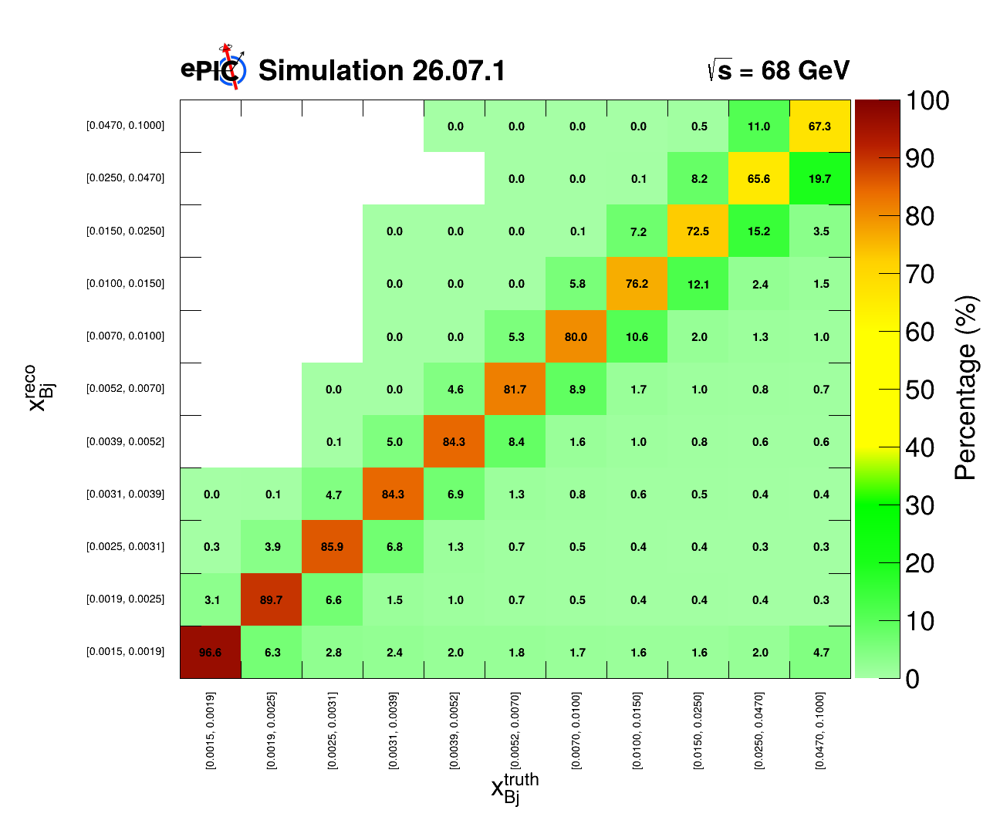 ePIC Simulation 26.07.1 √s = 68 GeV
100
[0.0470, 0.1000] 0.0 0.0 0.0 0.0 0.5 11.0 67.3
90
[0.0250, 0.0470] 0.0 0.0 0.1 8.2 65.6 19.7
80
[0.0150, 0.0250] 0.0 0.0 0.0 0.1 7.2 72.5 15.2 3.5
70
[0.0100, 0.0150] 0.0 0.0 0.0 5.8 76.2 12.1 2.4 1.5
60
[0.0070, 0.0100] 0.0 0.0 5.3 80.0 10.6 2.0 1.3 1.0
50
[0.0052, 0.0070] 0.0 0.0 4.6 81.7 8.9 1.7 1.0 0.8 0.7
40
[0.0039, 0.0052] 0.1 5.0 84.3 8.4 1.6 1.0 0.8 0.6 0.6
30
[0.0031, 0.0039] 0.0 0.1 4.7 84.3 6.9 1.3 0.8 0.6 0.5 0.4 0.4
20
[0.0025, 0.0031] 0.3 3.9 85.9 6.8 1.3 0.7 0.5 0.4 0.4 0.3 0.3
10
[0.0019, 0.0025] 3.1 89.7 6.6 1.5 1.0 0.7 0.5 0.4 0.4 0.4 0.3
[0.0015, 0.0019] 96.6 6.3 2.8 2.4 2.0 1.8 1.7 1.6 1.6 2.0 4.7
0
x_Bj^reco
Percentage (%)
[0.0015, 0.0019]
[0.0019, 0.0025]
[0.0025, 0.0031]
[0.0031, 0.0039]
[0.0039, 0.0052]
[0.0052, 0.0070]
[0.0070, 0.0100]
[0.0100, 0.0150]
[0.0150, 0.0250]
[0.0250, 0.0470]
[0.0470, 0.1000]
x_Bj^truth